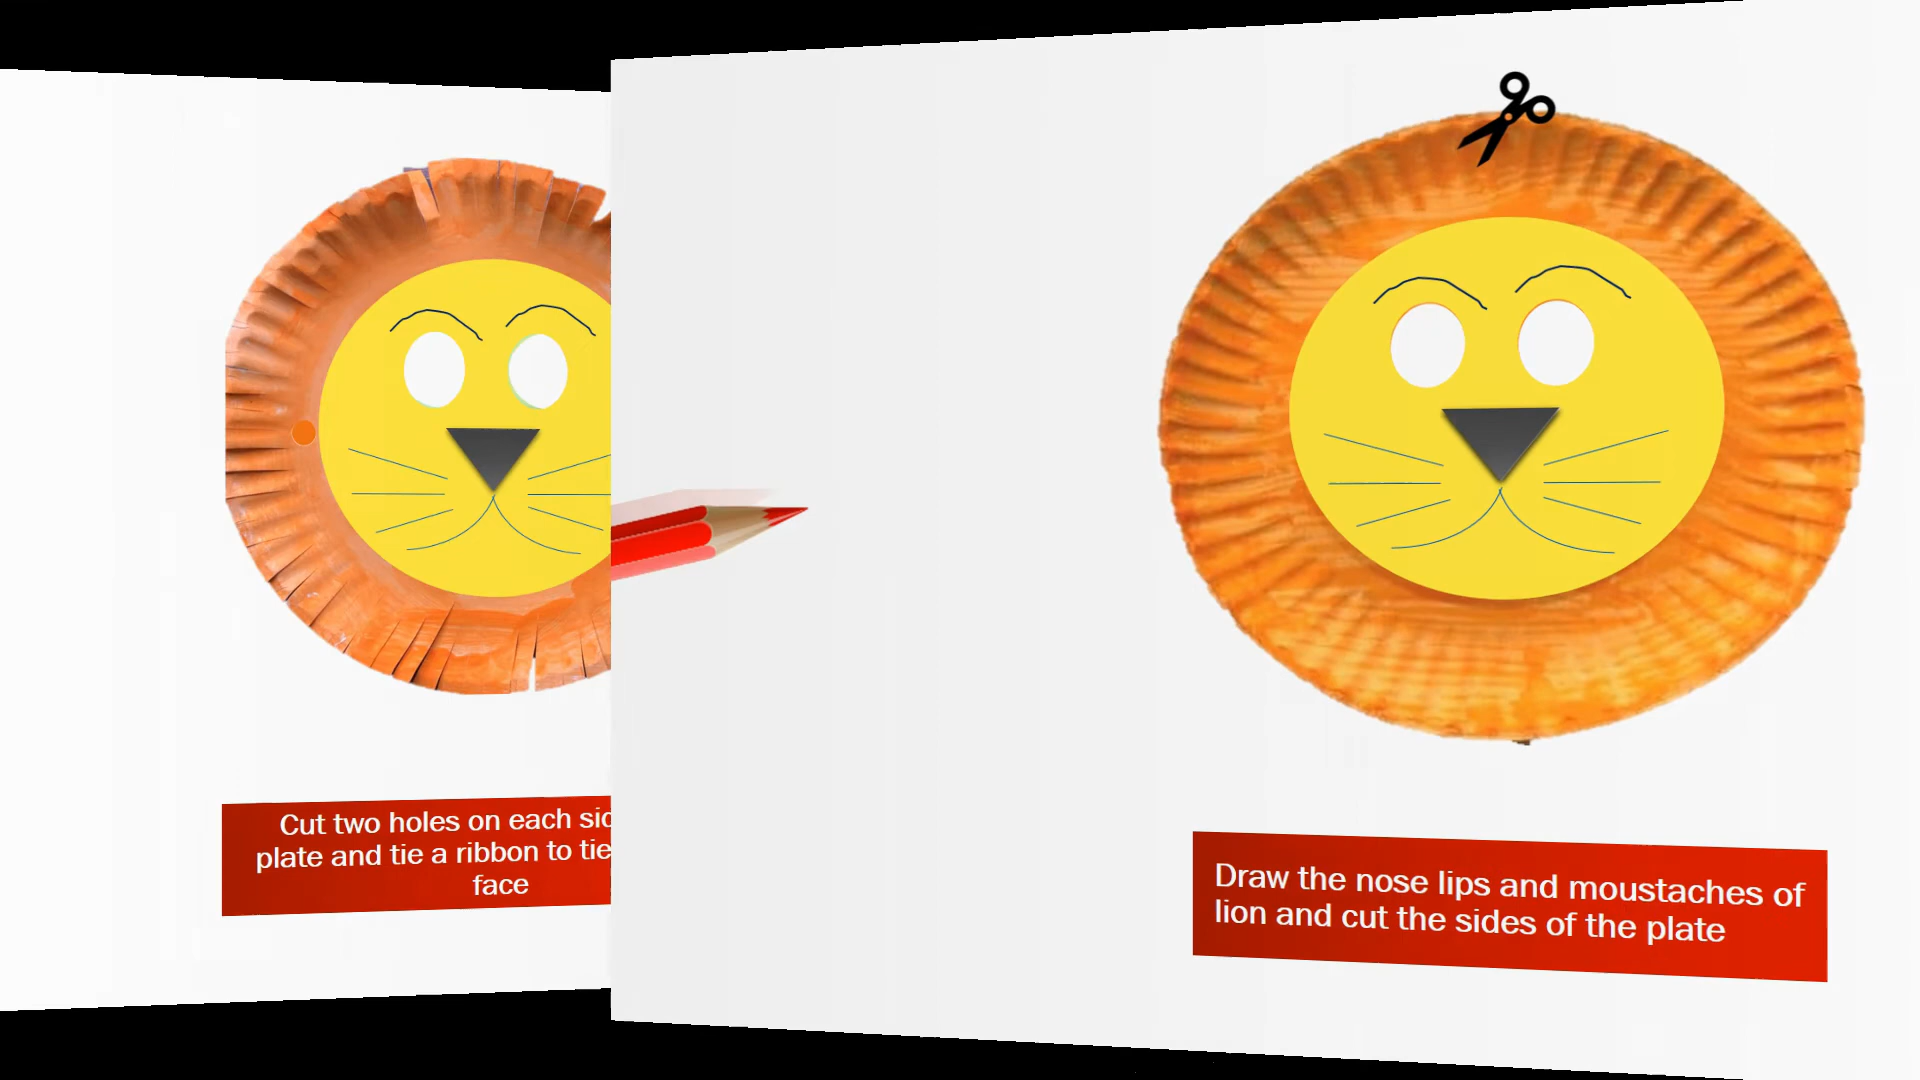 Cut two holes on each
plate and tie a ribbon to tie
face
Draw the nose lips and moustaches of
lion and cut the sides of the plate